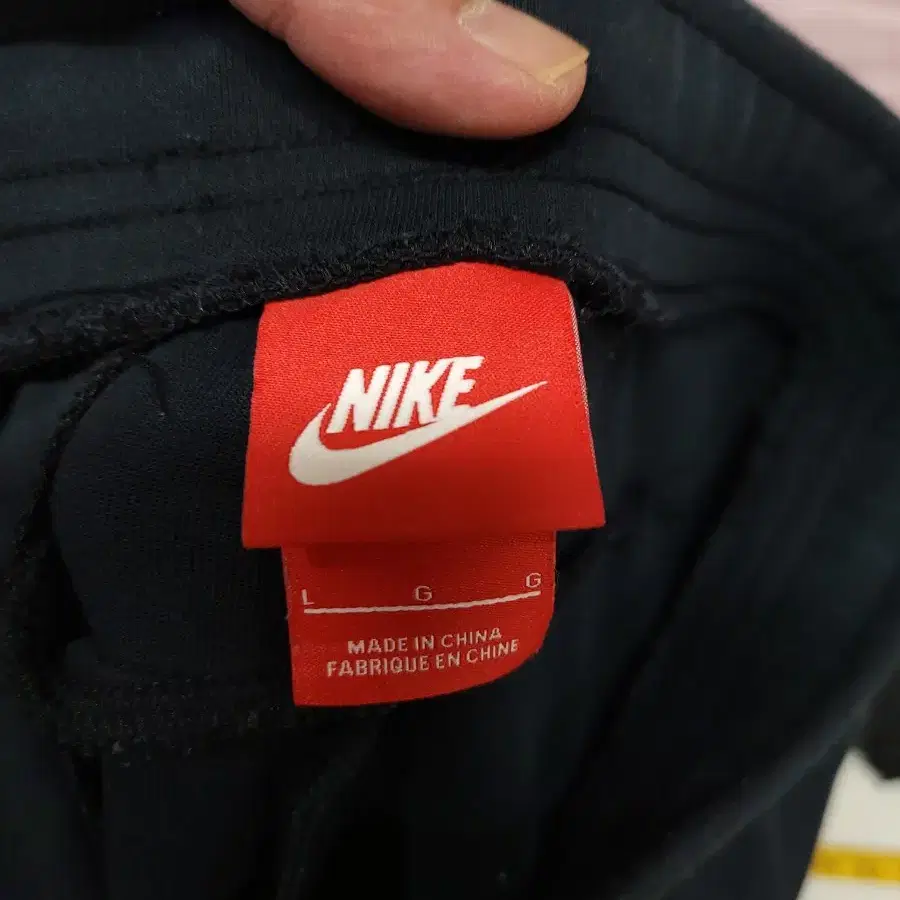 NIKE
L G G
MADE IN CHINA
FABRIQUE EN CHINE